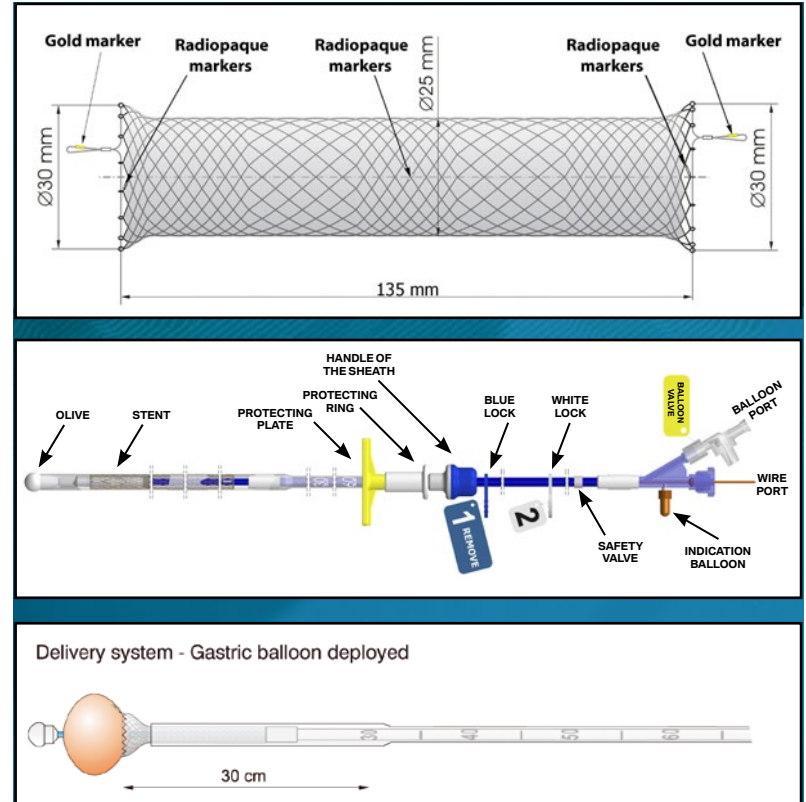 Gold marker
Radiopaque
markers
Radiopaque
markers
Ø25 mm
Radiopaque
markers
Gold marker
Ø30 mm
Ø30 mm
135 mm
HANDLE OF
THE SHEATH
PROTECTING
RING
PROTECTING
PLATE
OLIVE
STENT
BLUE
LOCK
WHITE
LOCK
BALLOON
VALVE
BALLOON
PORT
WIRE
PORT
30
50
1 REMOVE
2
SAFETY
VALVE
INDICATION
BALLOON
Delivery system - Gastric balloon deployed
30
40
50
60
30 cm